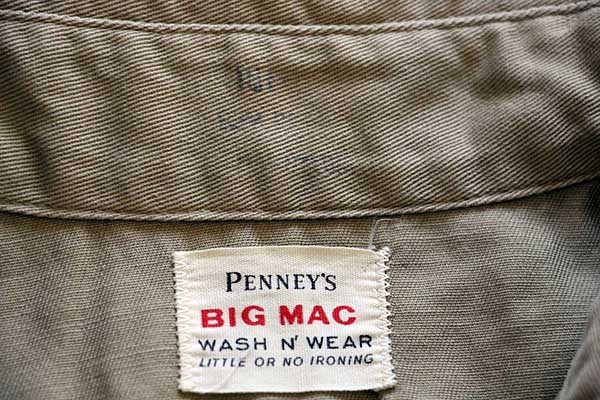 PENNEY'S
BIG MAC
WASH N' WEAR
LITTLE OR NO IRONING